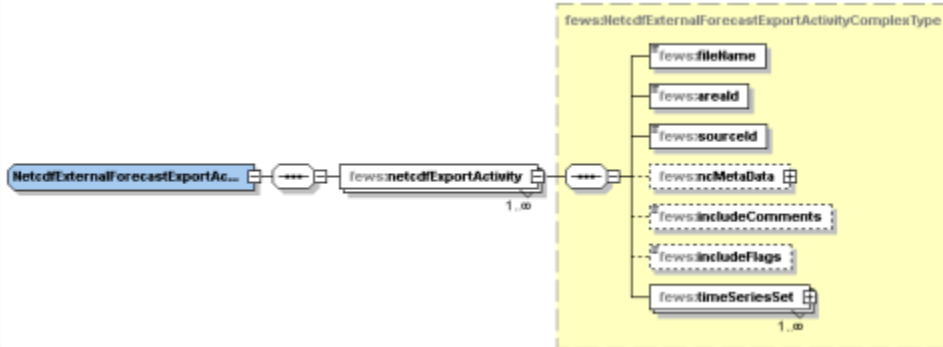 fews:NetcdfExternalForecastExportActivityComplexType
fews:fileName
fews:areaId
fews:sourceId
NetcdfExternalForecastExportAc...
fews:netcdfExportActivity
1..∞
fews:ncMetaData
fews:includeComments
fews:includeFlags
fews:timeSeriesSet
1..∞